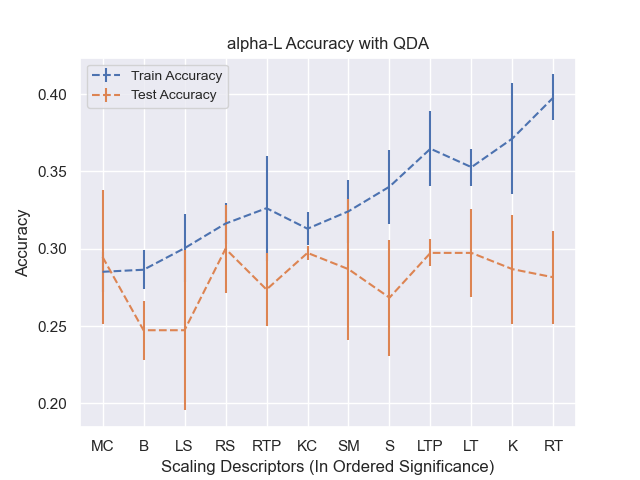 alpha-L Accuracy with QDA
Train Accuracy
Test Accuracy
0.40
0.35
0.30
0.25
0.20
Accuracy
MC B LS RS RTP KC SM S LTP LT K RT
Scaling Descriptors (In Ordered Significance)